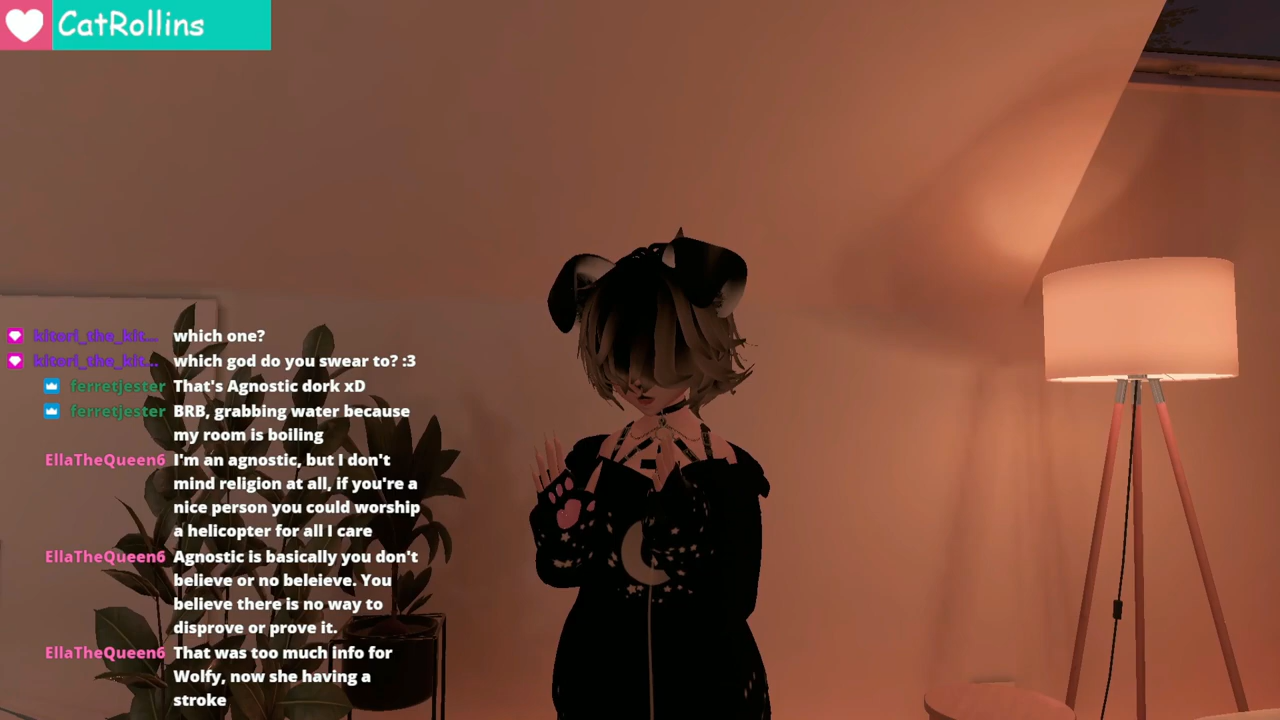 CatRollins
kitori_the_kit... which one?
kitori_the_kit... which god do you swear to? :3
ferretjester That's Agnostic dork xD
ferretjester BRB, grabbing water because
my room is boiling
EllaTheQueen6 I'm an agnostic, but I don't
mind religion at all, if you're a
nice person you could worship
a helicopter for all I care
EllaTheQueen6 Agnostic is basically you don't
believe or no beleieve. You
believe there is no way to
disprove or prove it.
EllaTheQueen6 That was too much info for
Wolfy, now she having a
stroke